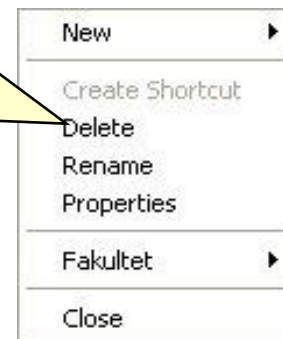 New
Create Shortcut
Delete
Rename
Properties
Fakultet
Close